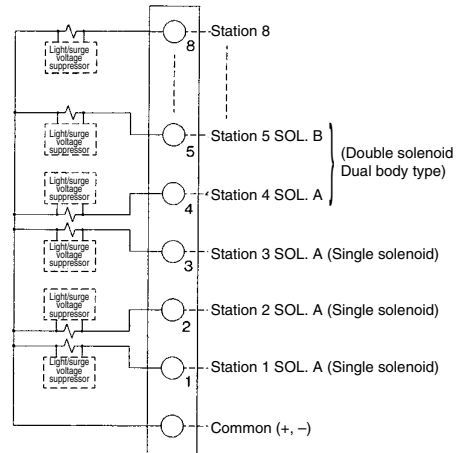 Light/surge
voltage
suppressor
8
Station 8
Light/surge
voltage
suppressor
5
Station 5 SOL. B
(Double solenoid
Dual body type)
Light/surge
voltage
suppressor
4
Station 4 SOL. A
Light/surge
voltage
suppressor
3
Station 3 SOL. A (Single solenoid)
Light/surge
voltage
suppressor
2
Station 2 SOL. A (Single solenoid)
Light/surge
voltage
suppressor
1
Station 1 SOL. A (Single solenoid)
Common (+, –)